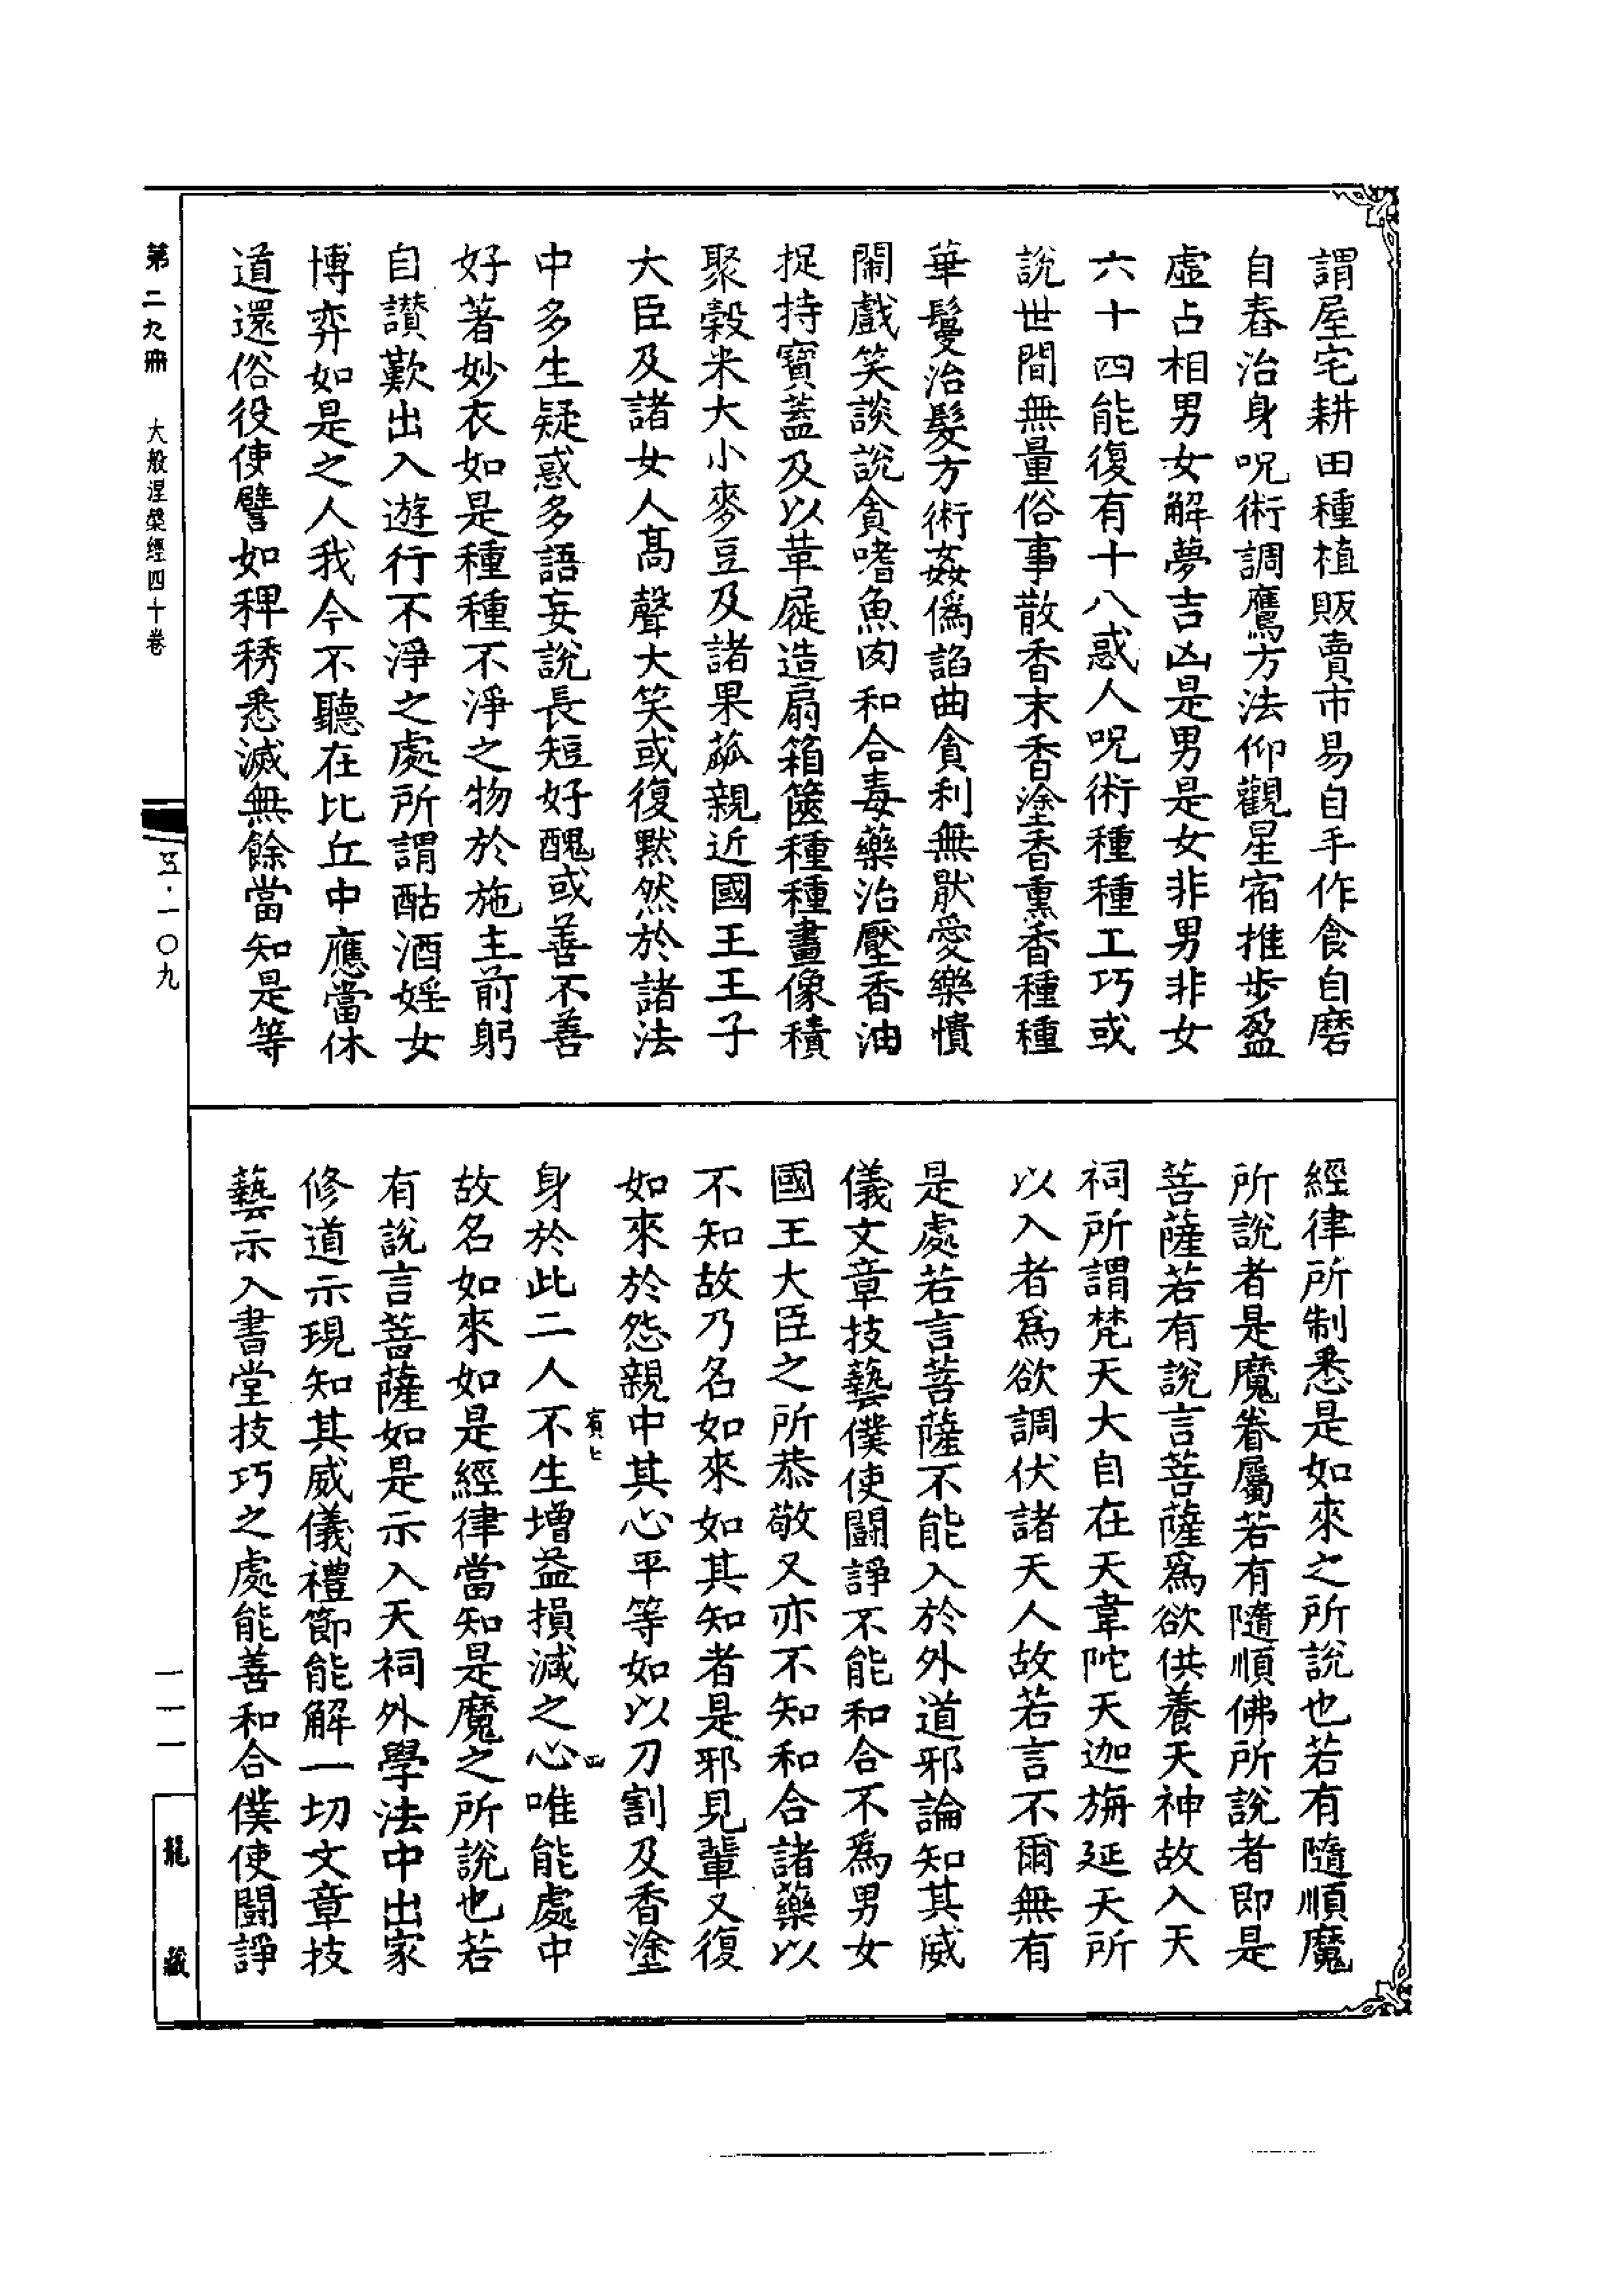 謂屋宅耕田種植販賣市易自手作食自磨
自舂治身呪術調鷹方法仰觀星宿推步盈
虛占相男女解夢吉凶是男是女非男非女
六十四能復有十八惑人呪術種種工巧或
說世間無量俗事散香末香塗香熏香種種
華鬘治髮方術姦偽諂曲貪利無猒愛樂憒
閙戲笑談說貪嗜魚肉和合毒藥治壓香油
捉持寶蓋及以革屣造扇箱篋種種畫像積
聚穀米大小麥豆及諸果蓏親近國王王子
大臣及諸女人高聲大笑或復默然於諸法
中多生疑惑多語妄說長短好醜或善不善
好著妙衣如是種種不淨之物於施主前躬
自讃歎出入遊行不淨之處所謂酤酒婬女
博弈如是之人我今不聽在比丘中應當休
道還俗役使譬如稗稊悉滅無餘當知是等
經律所制悉是如來之所說也若有隨順魔
所說者是魔眷屬若有隨順佛所說者即是
菩薩若有說言菩薩為欲供養天神故入天
祠所謂梵天大自在天韋陀天迦旃延天所
以入者為欲調伏諸天人故若言不爾無有
是處若言菩薩不能入於外道邪論知其威
儀文章技藝僕使鬭諍不能和合不為男女
國王大臣之所恭敬又亦不知和合諸藥以
不知故乃名如來如其知者是邪見輩又復
如來於怨親中其心平等如以刀割及香塗
身於此二人不生增益損減之心唯能處中
故名如來如是經律當知是魔之所說也若
有說言菩薩如是示入天祠外學法中出家
修道示現知其威儀禮節能解一切文章技
藝示入書堂技巧之處能善和合僕使鬭諍
賓七
四
第二九冊
大般涅槃經四十卷
五·一〇九
一一一
龍藏